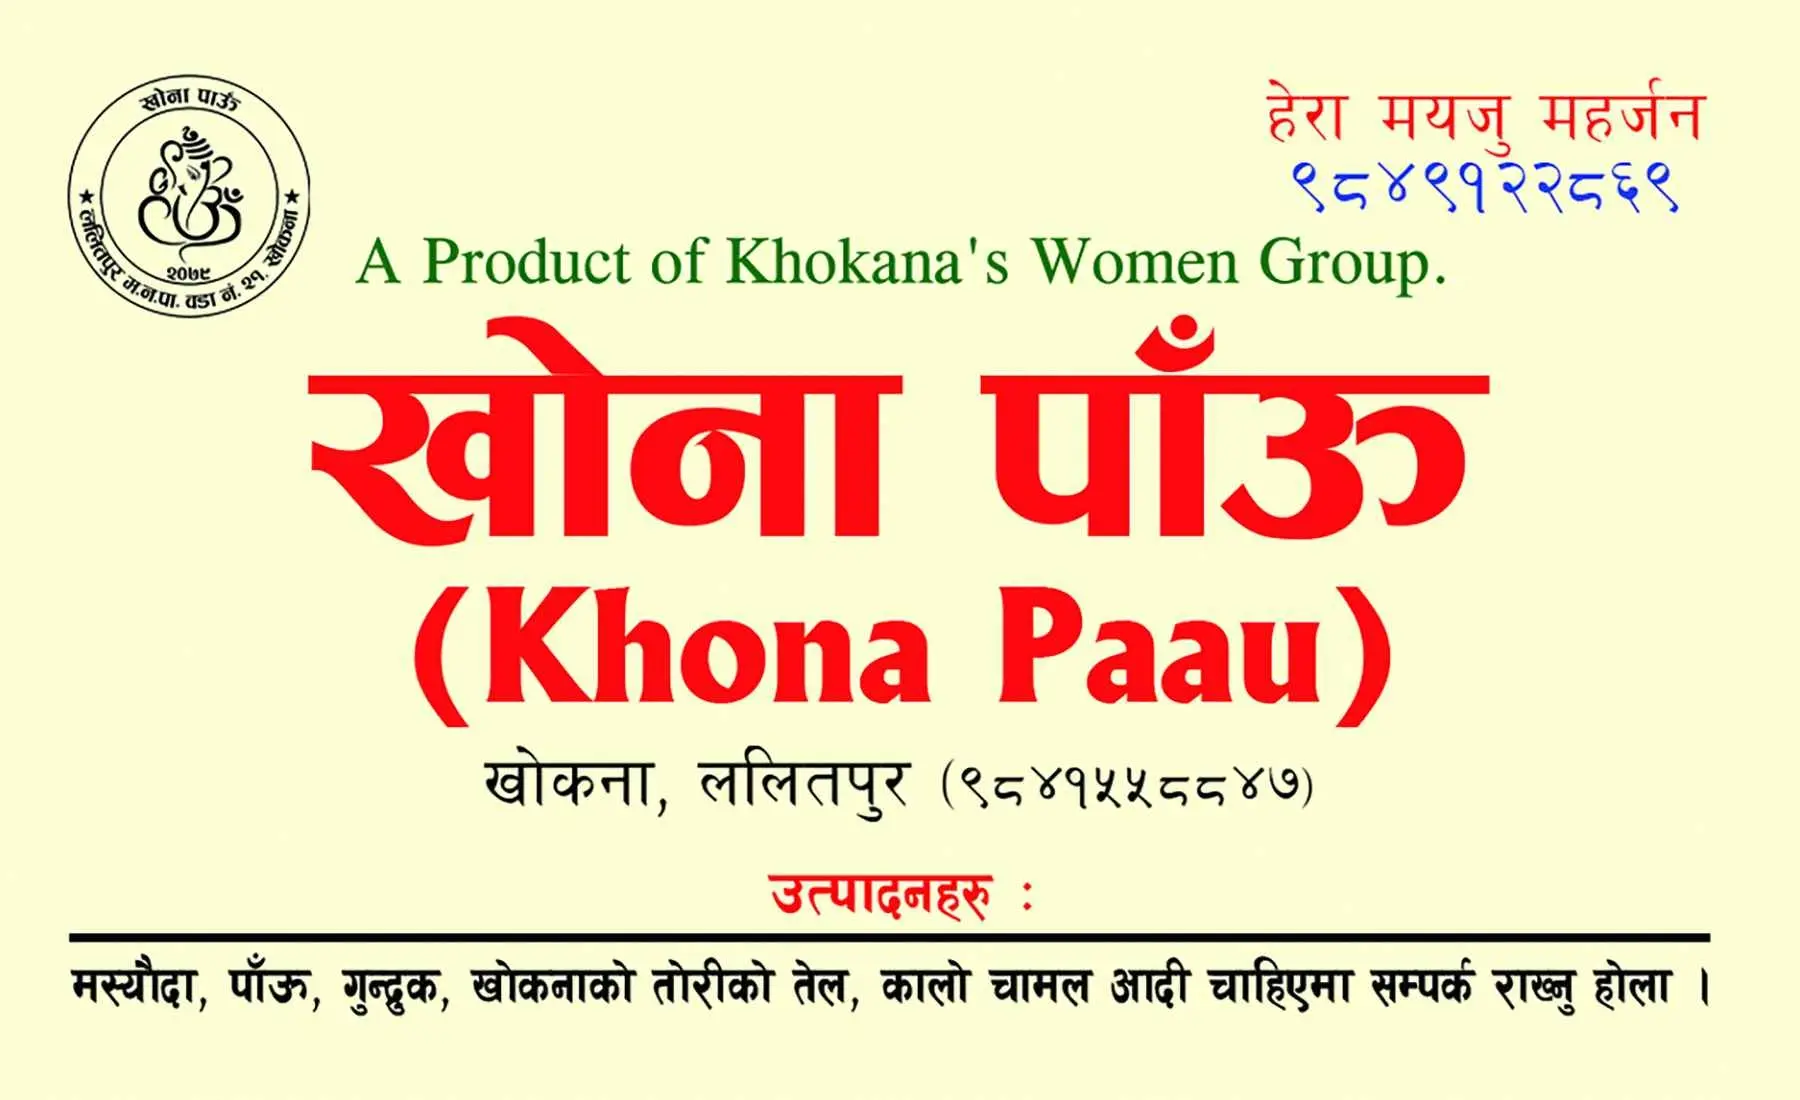 खोना पाउँ
२०७९
ललितपुर म.न.पा. वडा नं. २१, खोकना
हेरा मयजु महर्जन
९८४९१२२८६९
A Product of Khokana's Women Group.
खोना पाँऊ
(Khona Paau)
खोकना, ललितपुर (९८४१५५८८४७)
उत्पादनहरु :
मस्यौदा, पाँऊ, गुन्द्रुक, खोकनाको तोरीको तेल, कालो चामल आदी चाहिएमा सम्पर्क राख्नु होला ।